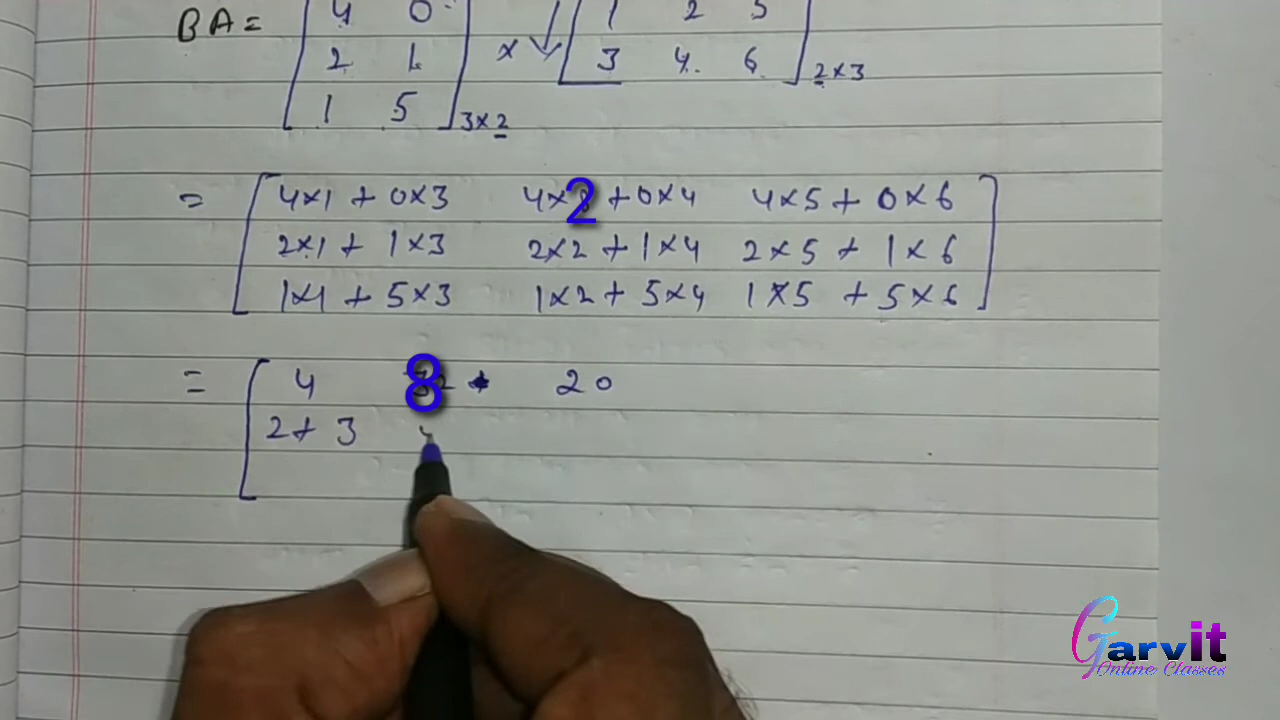 BA = 4 0 1 2 5
2 1 × 3 4 6 2×3
1 5 3×2
= 4×1 + 0×3 4×2 + 0×4 4×5 + 0×6
2×1 + 1×3 2×2 + 1×4 2×5 + 1×6
1×1 + 5×3 1×2 + 5×4 1×5 + 5×6
= 4 8 20
2+3
Garvit
Online Classes